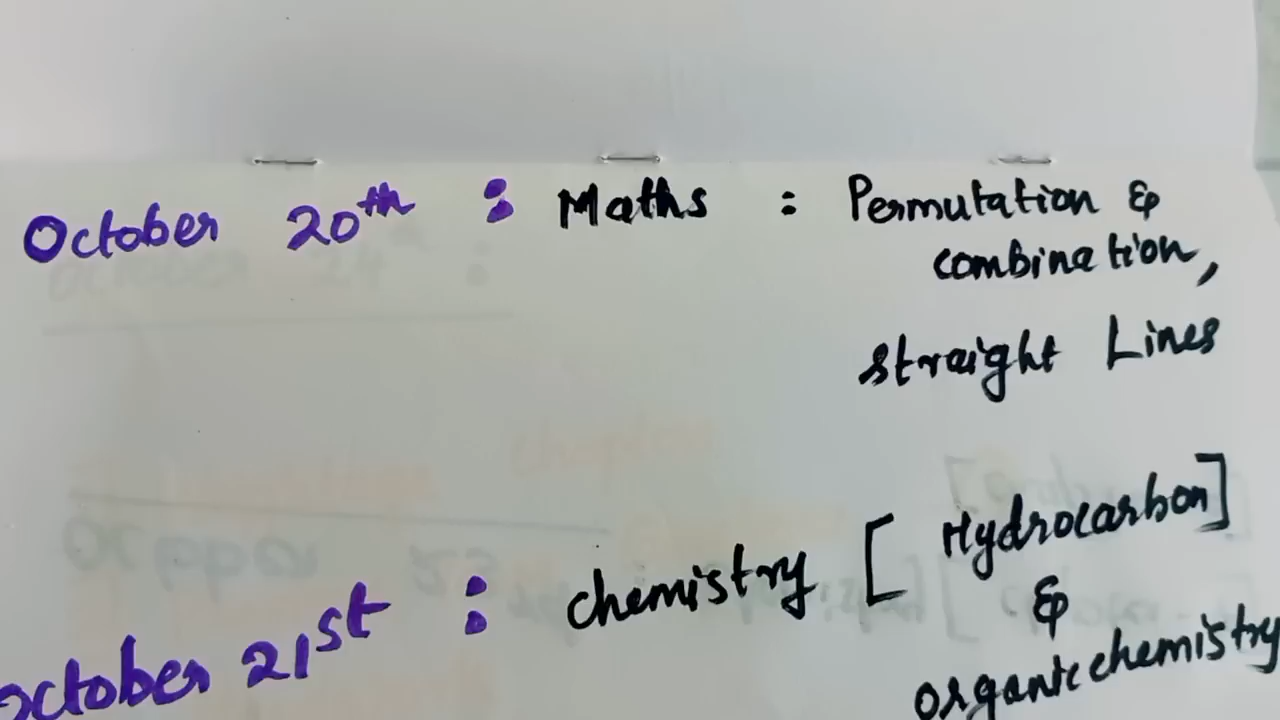 October 20th : Maths : Permutation &
combination,
straight Lines
October 21st : chemistry [ Hydrocarbon]
&
organic chemistry